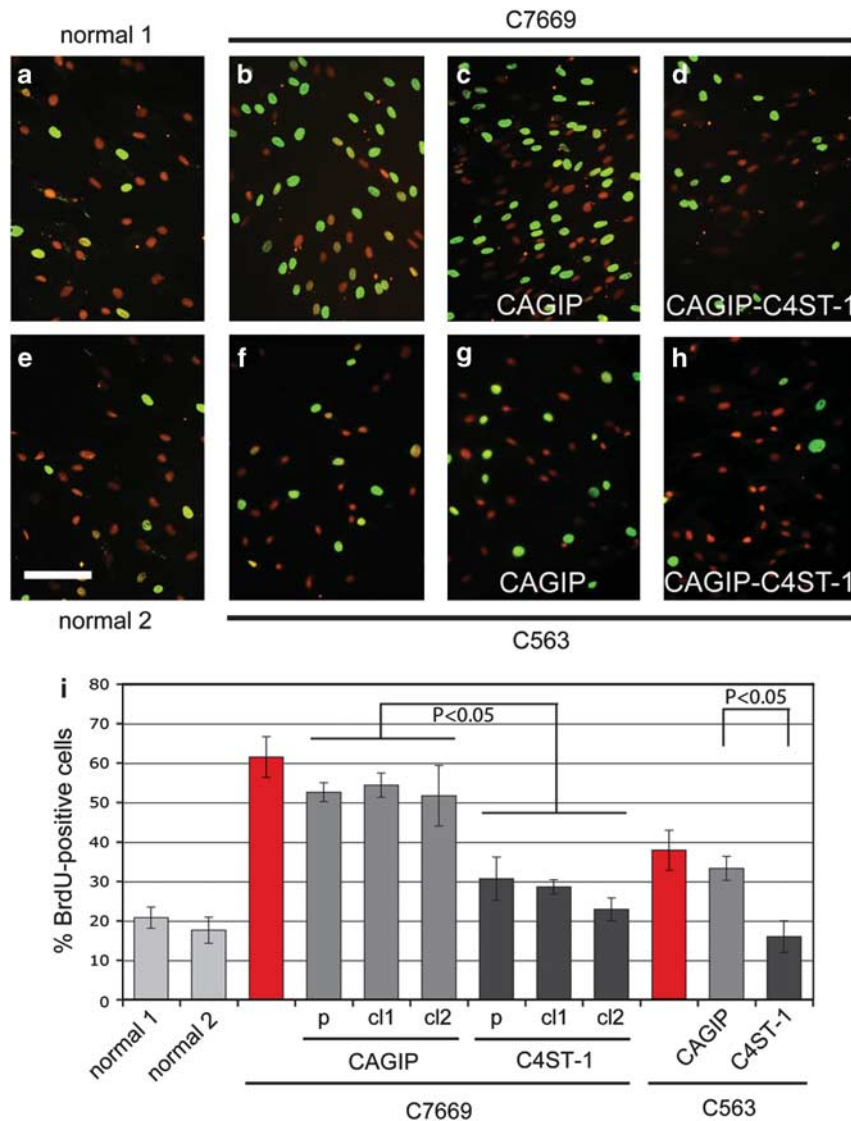 normal 1
C7669
a
b
c
d
CAGIP
CAGIP-C4ST-1
e
f
g
h
CAGIP
CAGIP-C4ST-1
normal 2
C563
i
80
70
60
50
40
30
20
10
0
% BrdU-positive cells
P<0.05
P<0.05
normal 1
normal 2
p
cl1
cl2
p
cl1
cl2
CAGIP
C4ST-1
CAGIP
C4ST-1
C7669
C563